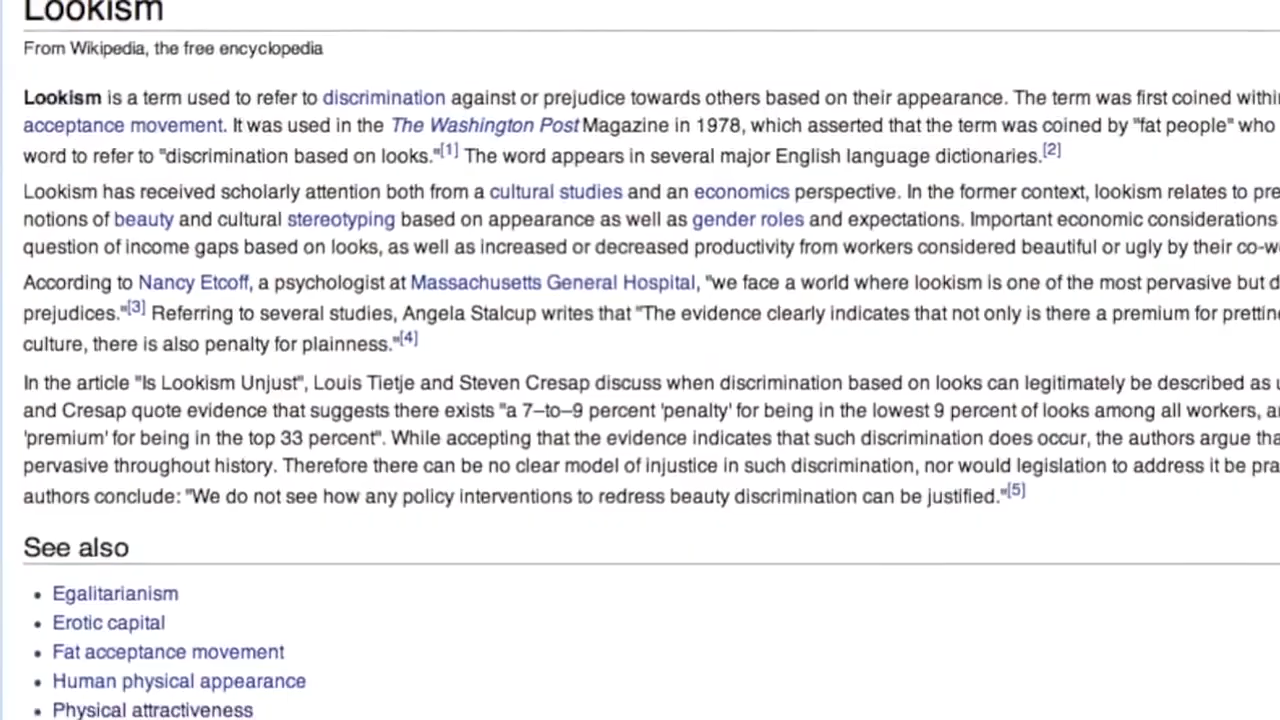 Lookism
From Wikipedia, the free encyclopedia
Lookism is a term used to refer to discrimination against or prejudice towards others based on their appearance. The term was first coined within
acceptance movement. It was used in the The Washington Post Magazine in 1978, which asserted that the term was coined by "fat people" who
word to refer to "discrimination based on looks."[1] The word appears in several major English language dictionaries.[2]
Lookism has received scholarly attention both from a cultural studies and an economics perspective. In the former context, lookism relates to pre
notions of beauty and cultural stereotyping based on appearance as well as gender roles and expectations. Important economic considerations
question of income gaps based on looks, as well as increased or decreased productivity from workers considered beautiful or ugly by their co-w
According to Nancy Etcoff, a psychologist at Massachusetts General Hospital, "we face a world where lookism is one of the most pervasive but d
prejudices."[3] Referring to several studies, Angela Stalcup writes that "The evidence clearly indicates that not only is there a premium for prettin
culture, there is also penalty for plainness."[4]
In the article "Is Lookism Unjust", Louis Tietje and Steven Cresap discuss when discrimination based on looks can legitimately be described as u
and Cresap quote evidence that suggests there exists "a 7–to–9 percent 'penalty' for being in the lowest 9 percent of looks among all workers, a
'premium' for being in the top 33 percent". While accepting that the evidence indicates that such discrimination does occur, the authors argue tha
pervasive throughout history. Therefore there can be no clear model of injustice in such discrimination, nor would legislation to address it be pra
authors conclude: "We do not see how any policy interventions to redress beauty discrimination can be justified."[5]
See also
• Egalitarianism
• Erotic capital
• Fat acceptance movement
• Human physical appearance
• Physical attractiveness